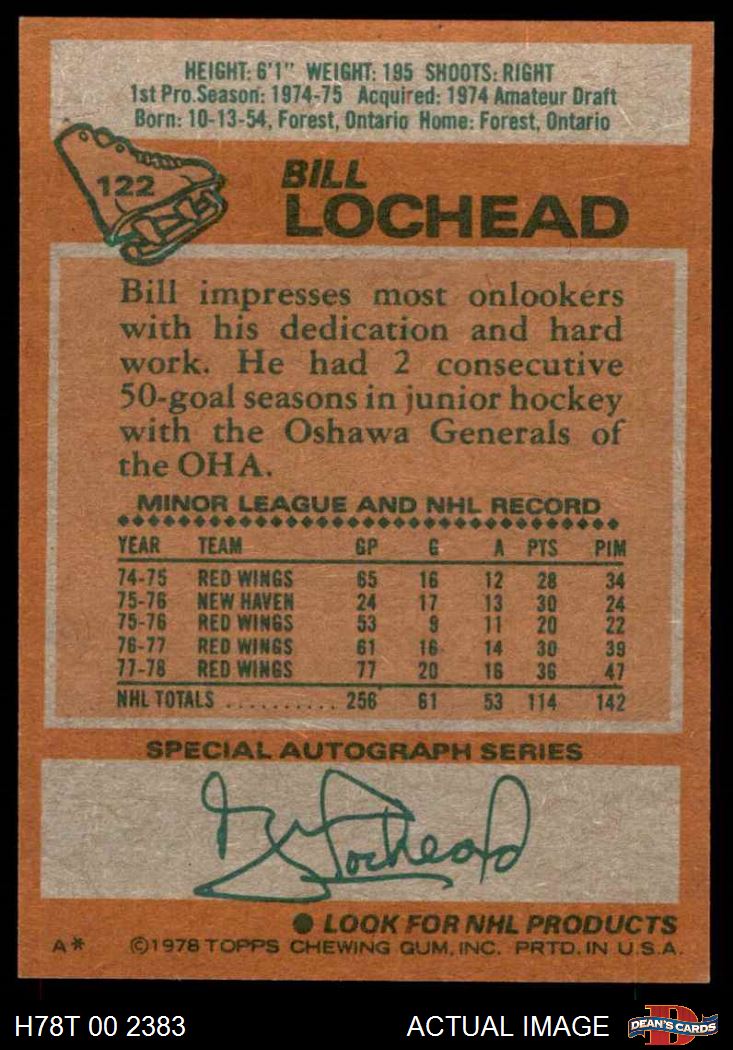 HEIGHT: 6'1" WEIGHT: 195 SHOOTS: RIGHT
1st Pro.Season: 1974-75 Acquired: 1974 Amateur Draft
Born: 10-13-54, Forest, Ontario Home: Forest, Ontario
122
BILL
LOCHEAD
Bill impresses most onlookers
with his dedication and hard
work. He had 2 consecutive
50-goal seasons in junior hockey
with the Oshawa Generals of
the OHA.
MINOR LEAGUE AND NHL RECORD
YEAR TEAM GP G A PTS PIM
74-75 RED WINGS 65 16 12 28 34
75-76 NEW HAVEN 24 17 13 30 24
75-76 RED WINGS 53 9 11 20 22
76-77 RED WINGS 61 16 14 30 39
77-78 RED WINGS 77 20 16 36 47
NHL TOTALS .......... 256 61 53 114 142
SPECIAL AUTOGRAPH SERIES
Bill Lochead
● LOOK FOR NHL PRODUCTS
A* ©1978 TOPPS CHEWING GUM, INC. PRTD. IN U.S.A.
H78T 00 2383 ACTUAL IMAGE DEAN'S CARDS